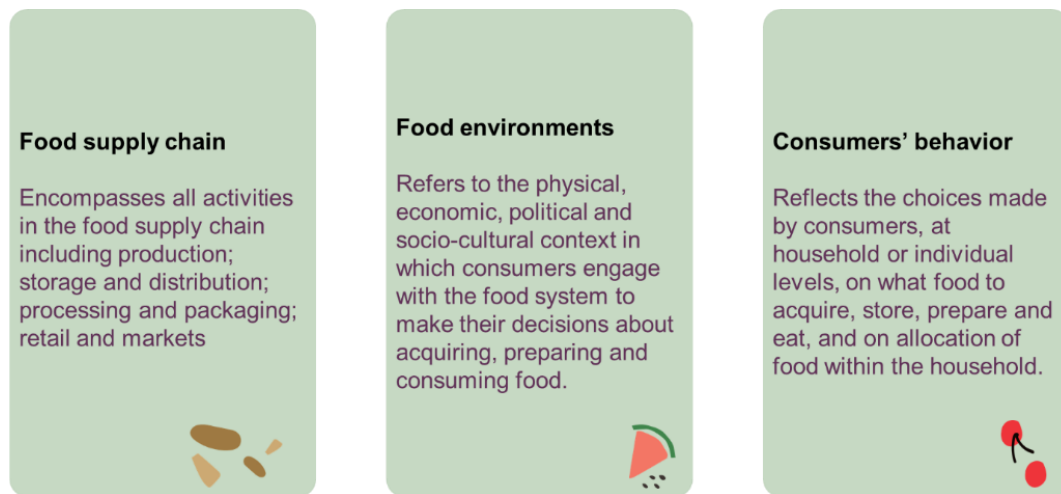 Food supply chain
Encompasses all activities
in the food supply chain
including production;
storage and distribution;
processing and packaging;
retail and markets
Food environments
Refers to the physical,
economic, political and
socio-cultural context in
which consumers engage
with the food system to
make their decisions about
acquiring, preparing and
consuming food.
Consumers’ behavior
Reflects the choices made
by consumers, at
household or individual
levels, on what food to
acquire, store, prepare and
eat, and on allocation of
food within the household.